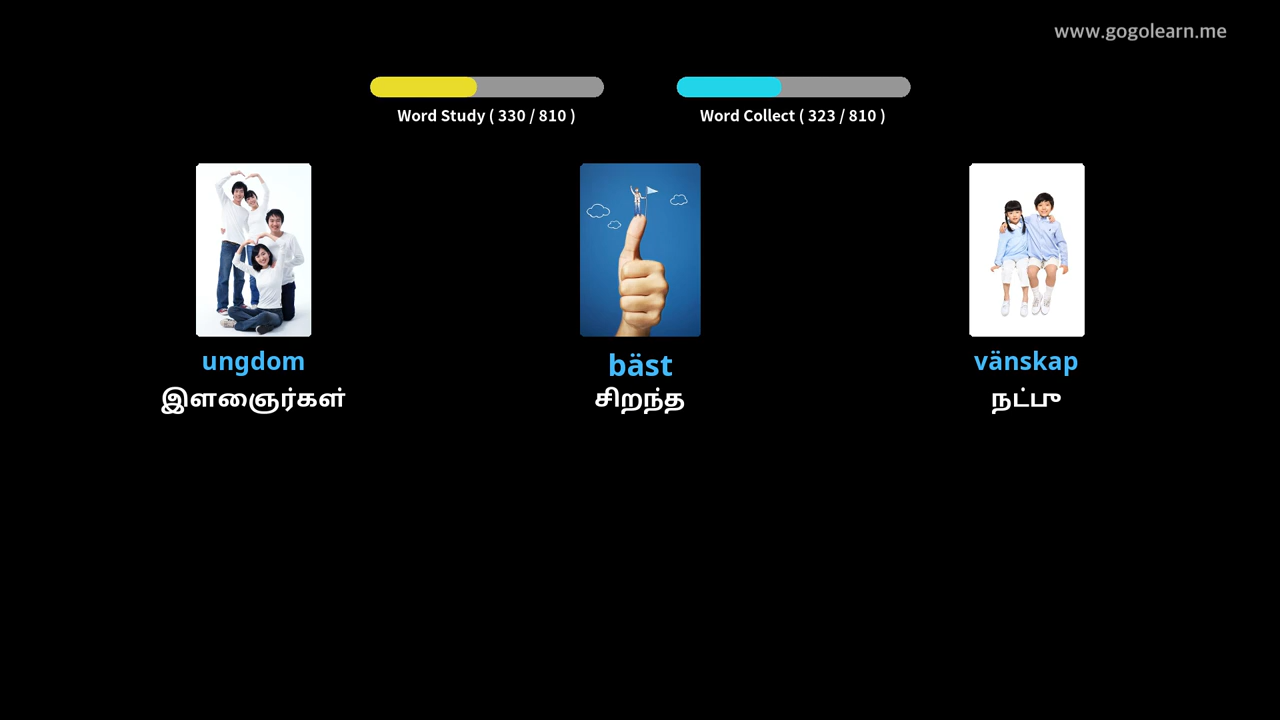 www.gogolearn.me
Word Study ( 330 / 810 )
Word Collect ( 323 / 810 )
ungdom
bäst
vänskap
இளைஞர்கள்
சிறந்த
நட்பு